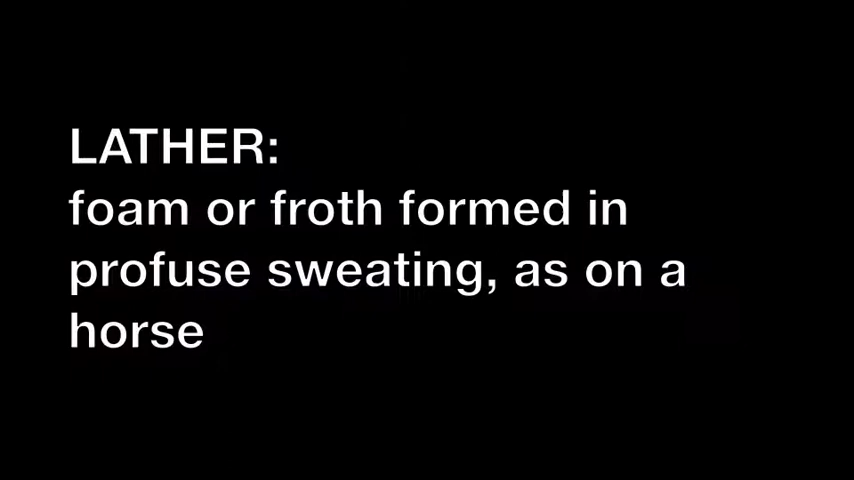 LATHER:
foam or froth formed in
profuse sweating, as on a
horse